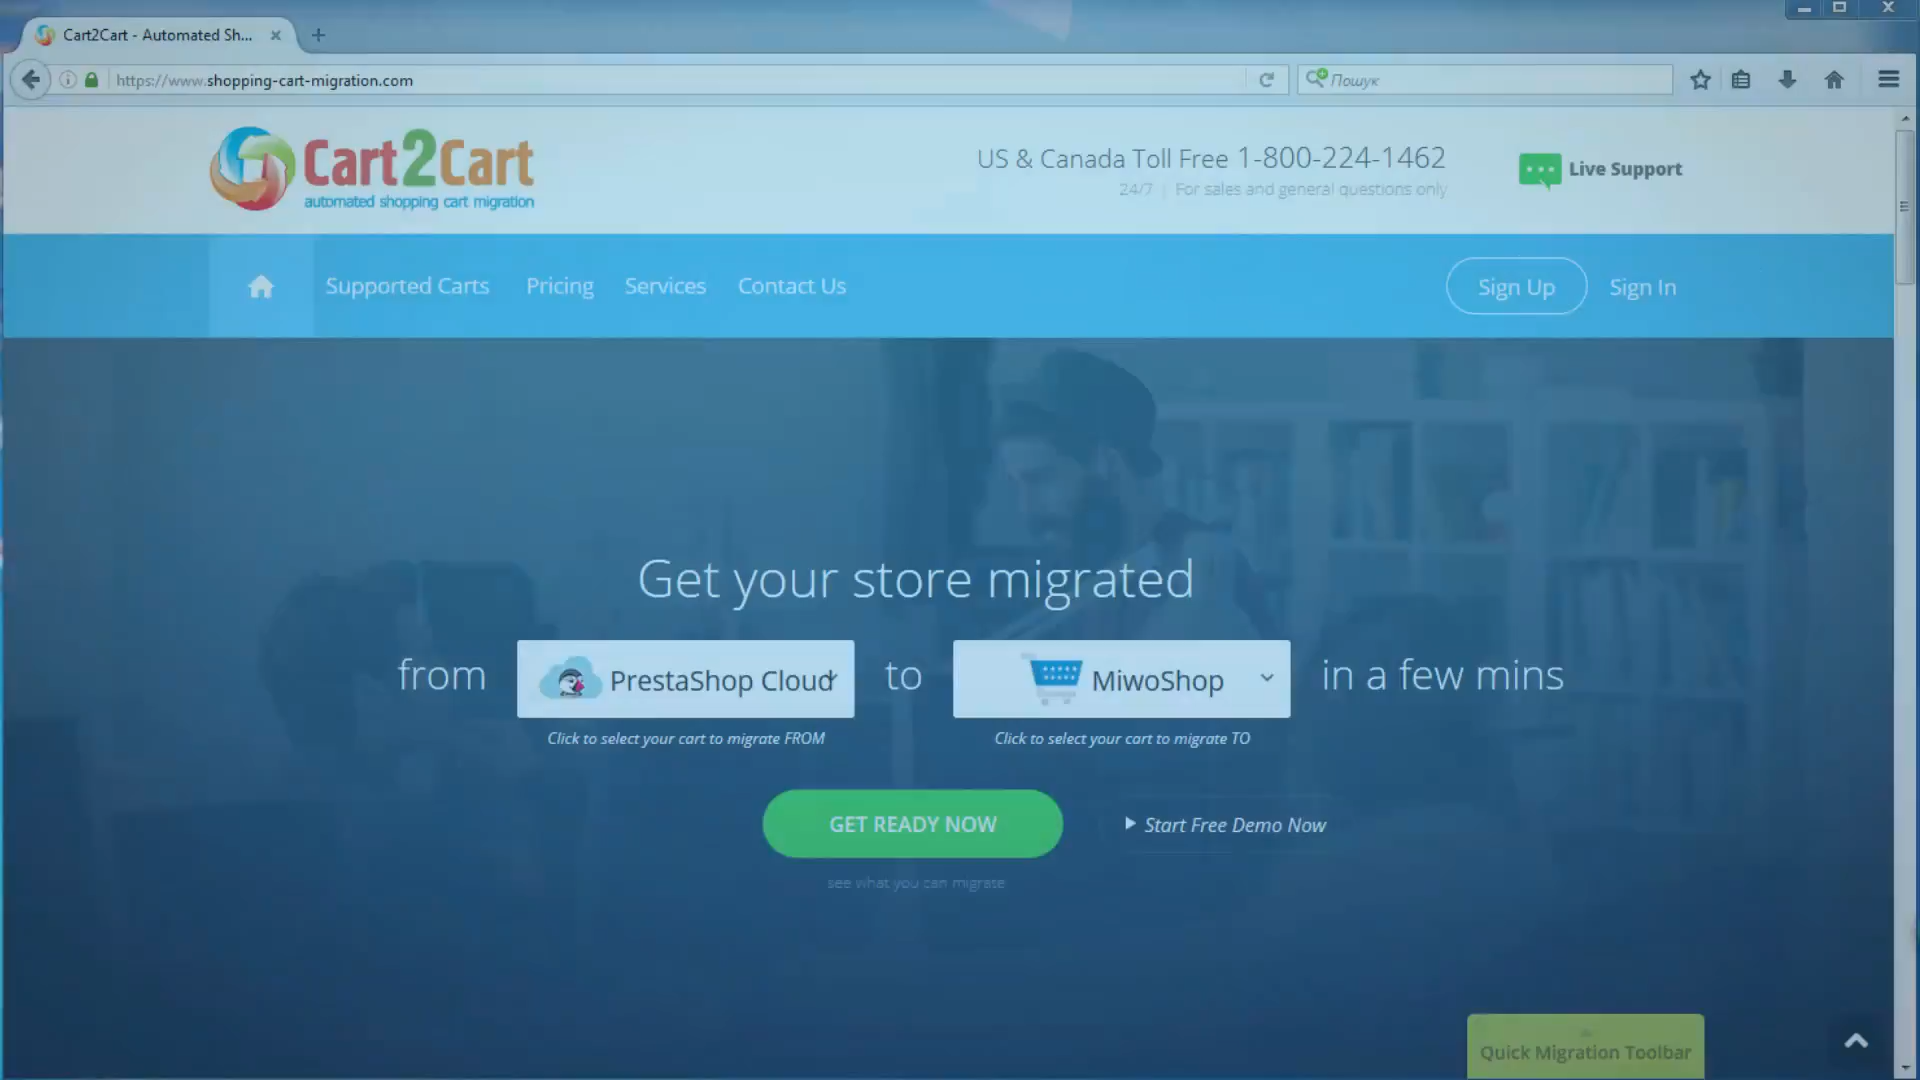 Cart2Cart - Automated Sh...
https://www.shopping-cart-migration.com
Пошук
Cart2Cart
automated shopping cart migration
US & Canada Toll Free 1-800-224-1462
24/7 | For sales and general questions only
Live Support
Supported Carts
Pricing
Services
Contact Us
Sign Up
Sign In
Get your store migrated
from
PrestaShop Cloud
to
MiwoShop
in a few mins
Click to select your cart to migrate FROM
Click to select your cart to migrate TO
GET READY NOW
Start Free Demo Now
see what you can migrate
Quick Migration Toolbar